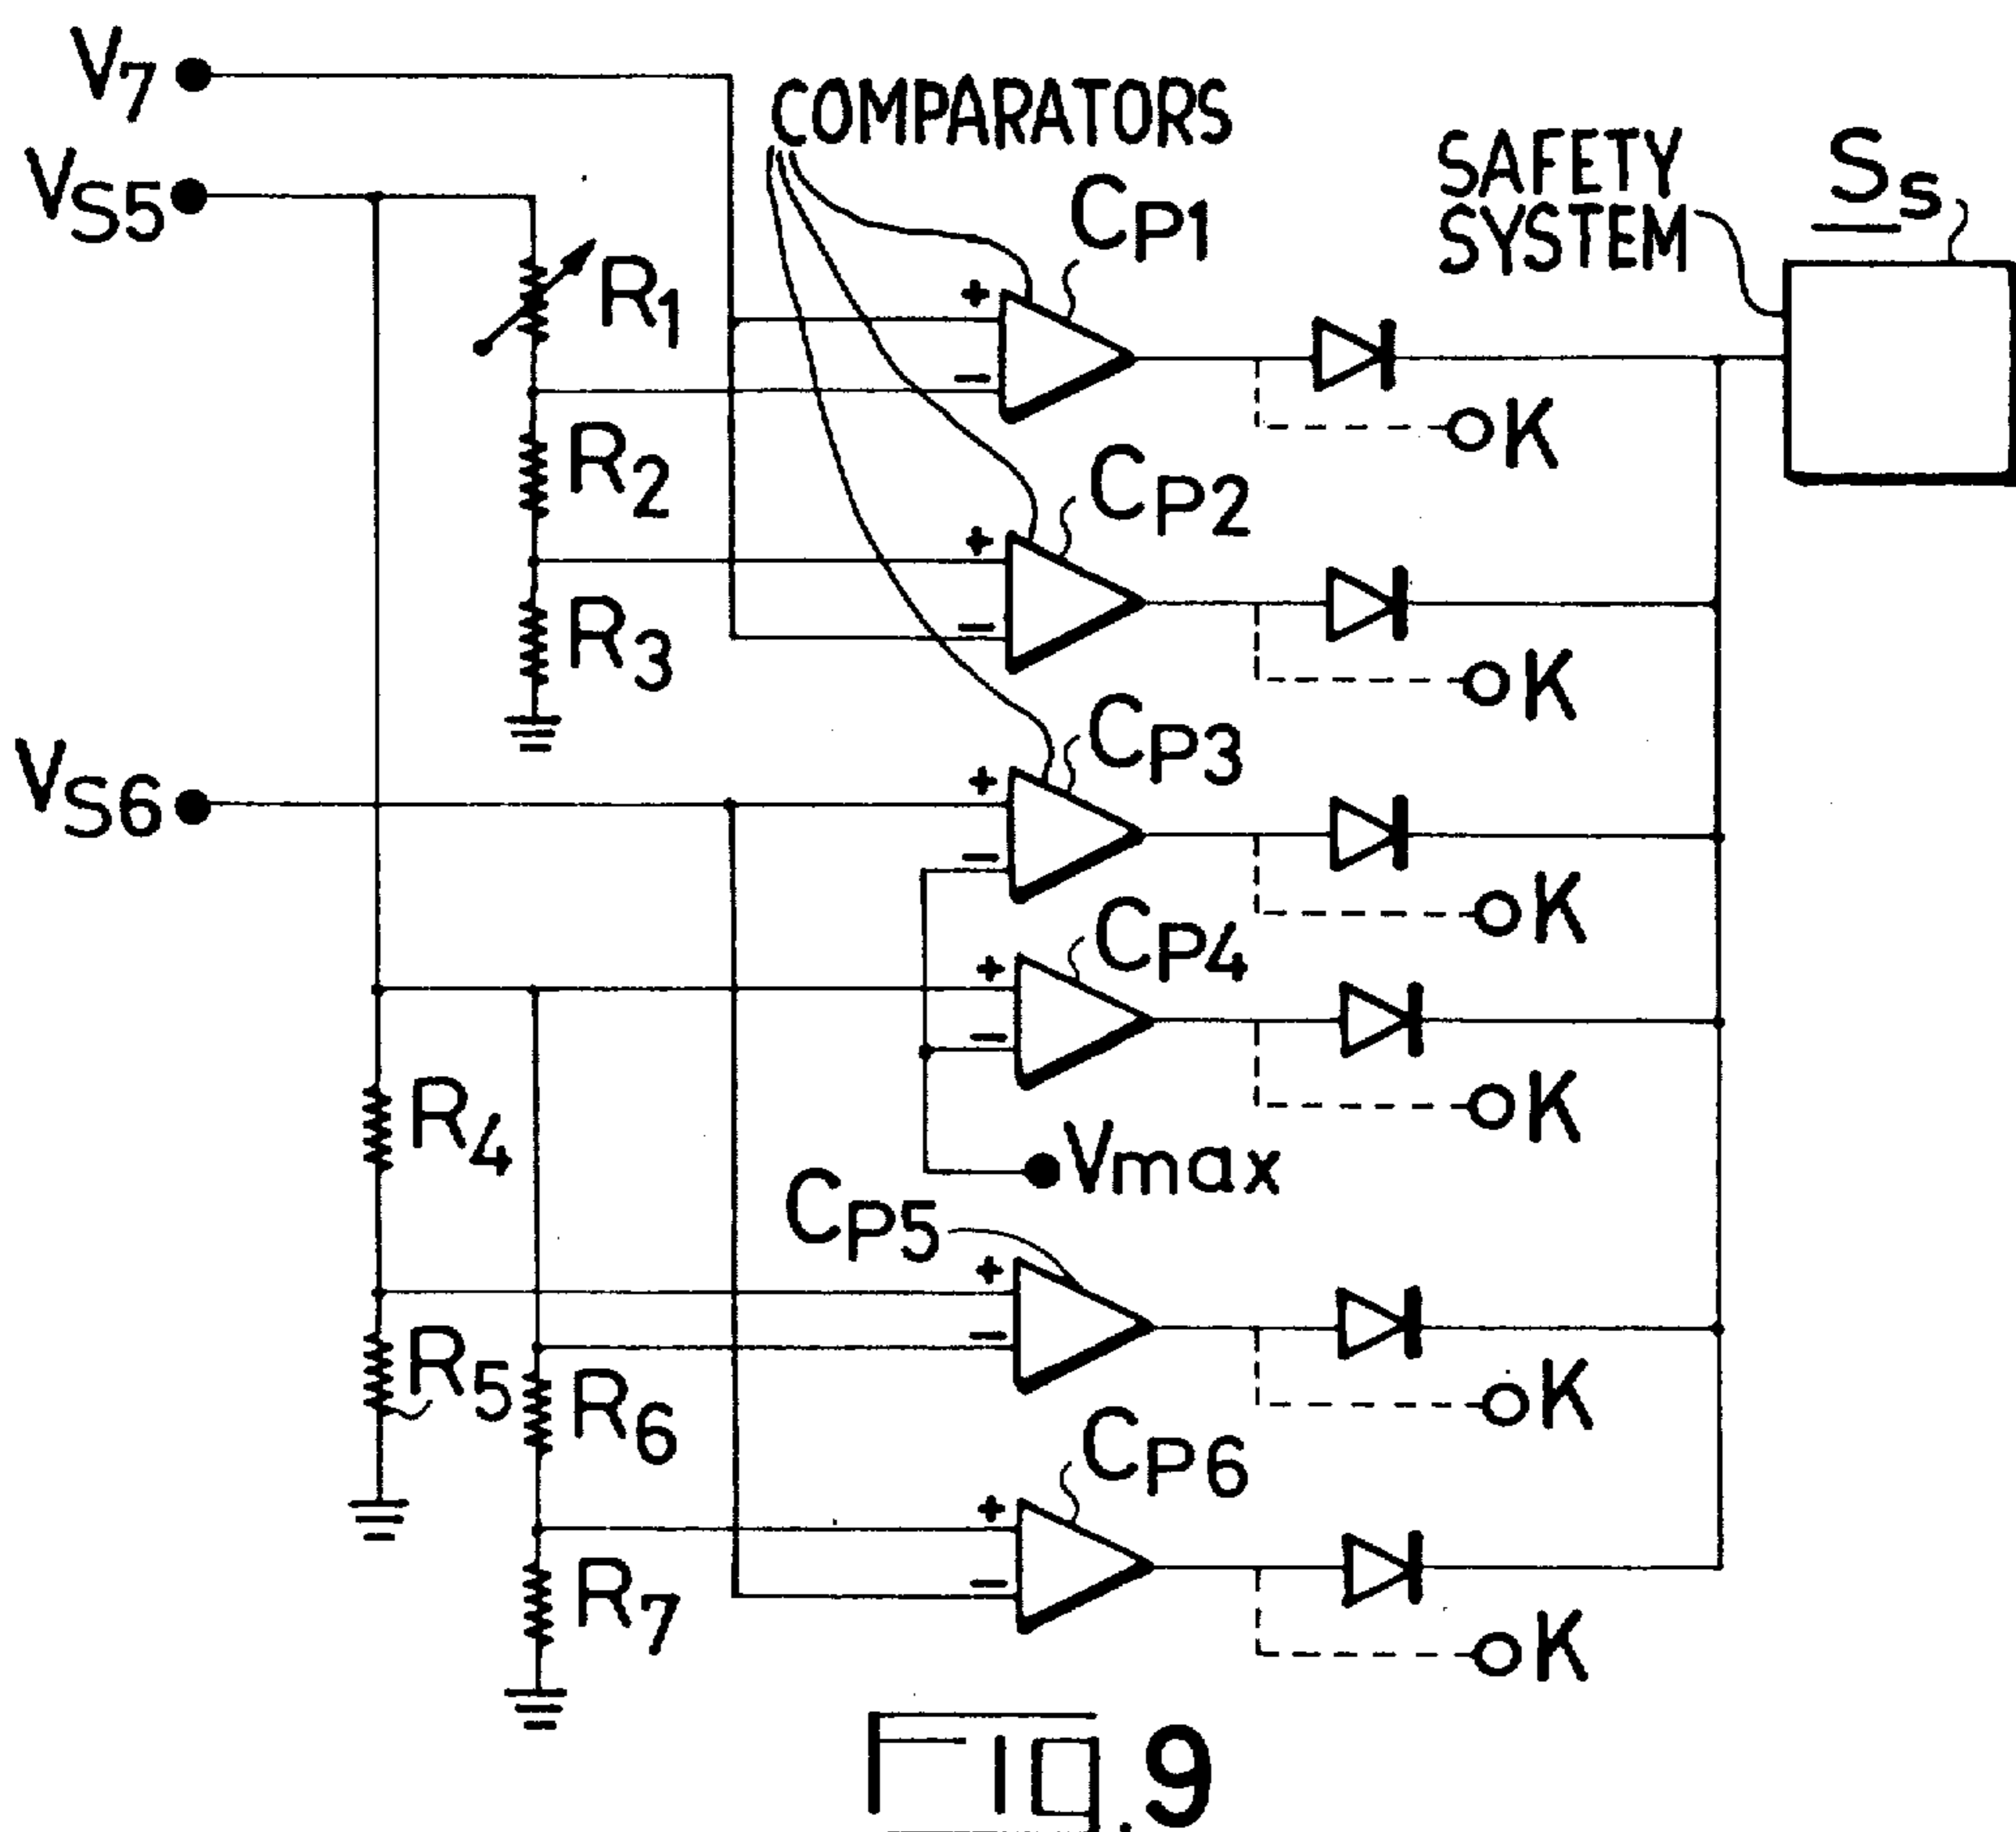 V7
COMPARATORS
VS5
SAFETY
SYSTEM
SS
CP1
+
R1
−
K
R2
CP2
+
−
R3
K
CP3
VS6
+
−
K
CP4
+
−
R4
K
Vmax
CP5
+
−
R5
R6
K
CP6
+
−
R7
K
FIG.9